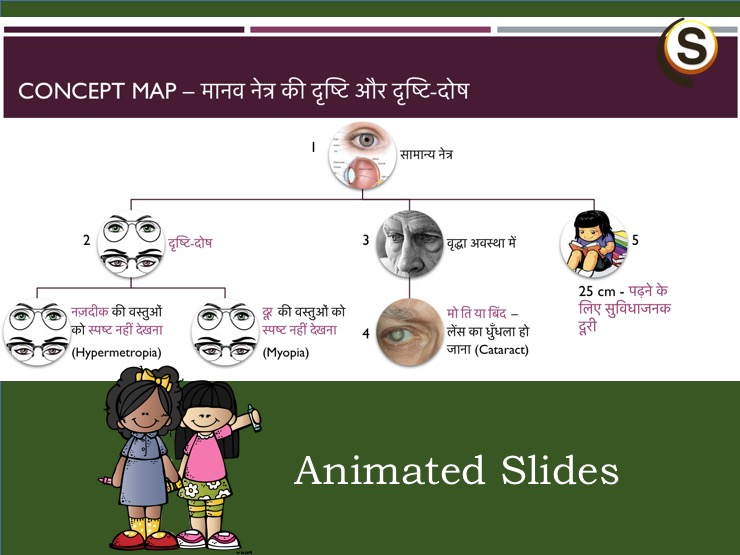 S
CONCEPT MAP – मानव नेत्र की दृष्टि और दृष्टि-दोष
1
सामान्य नेत्र
2
दृष्टि-दोष
3
वृद्धा अवस्था में
5
25 cm - पढ़ने के
लिए सुविधाजनक
दूरी
नज़दीक की वस्तुओं
को स्पष्ट नहीं देखना
(Hypermetropia)
दूर की वस्तुओं को
स्पष्ट नहीं देखना
(Myopia)
4
मो ति या बिंद –
लेंस का धुँधला हो
जाना (Cataract)
Animated Slides